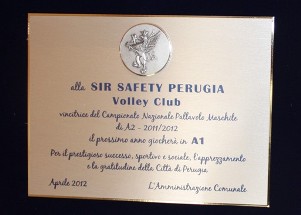 alla SIR SAFETY PERUGIA
Volley Club
vincitrice del Campionato Nazionale Pallavolo Maschile
di A2 - 2011/2012
il prossimo anno giocherà in A1
Per il prestigioso successo, sportivo e sociale, l'apprezzamento
e la gratitudine della Città di Perugia
Aprile 2012 L'Amministrazione Comunale